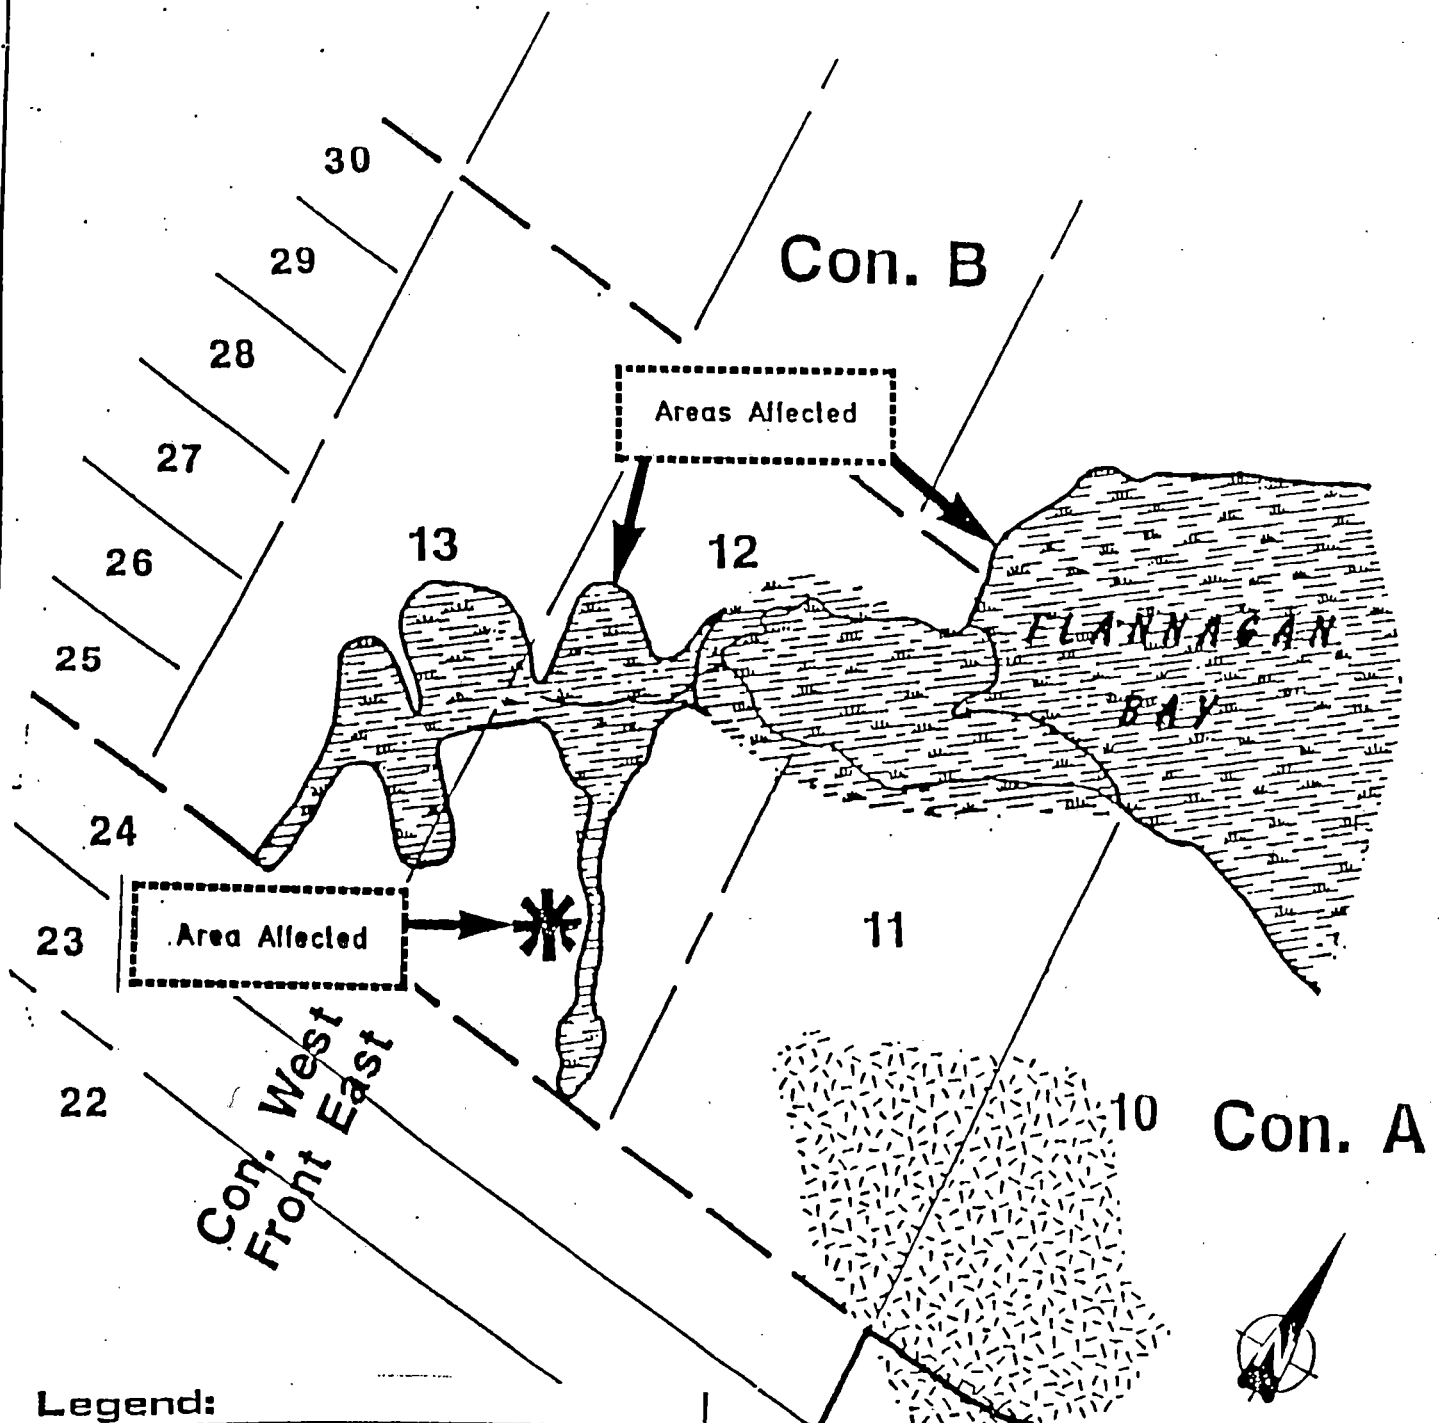 30
29
Con. B
28
Areas Affected
27
13
12
26
FLANNAGAN
25
BAY
24
Area Affected
23
11
Con. West
Front East
22
10
Con. A
N
Legend: